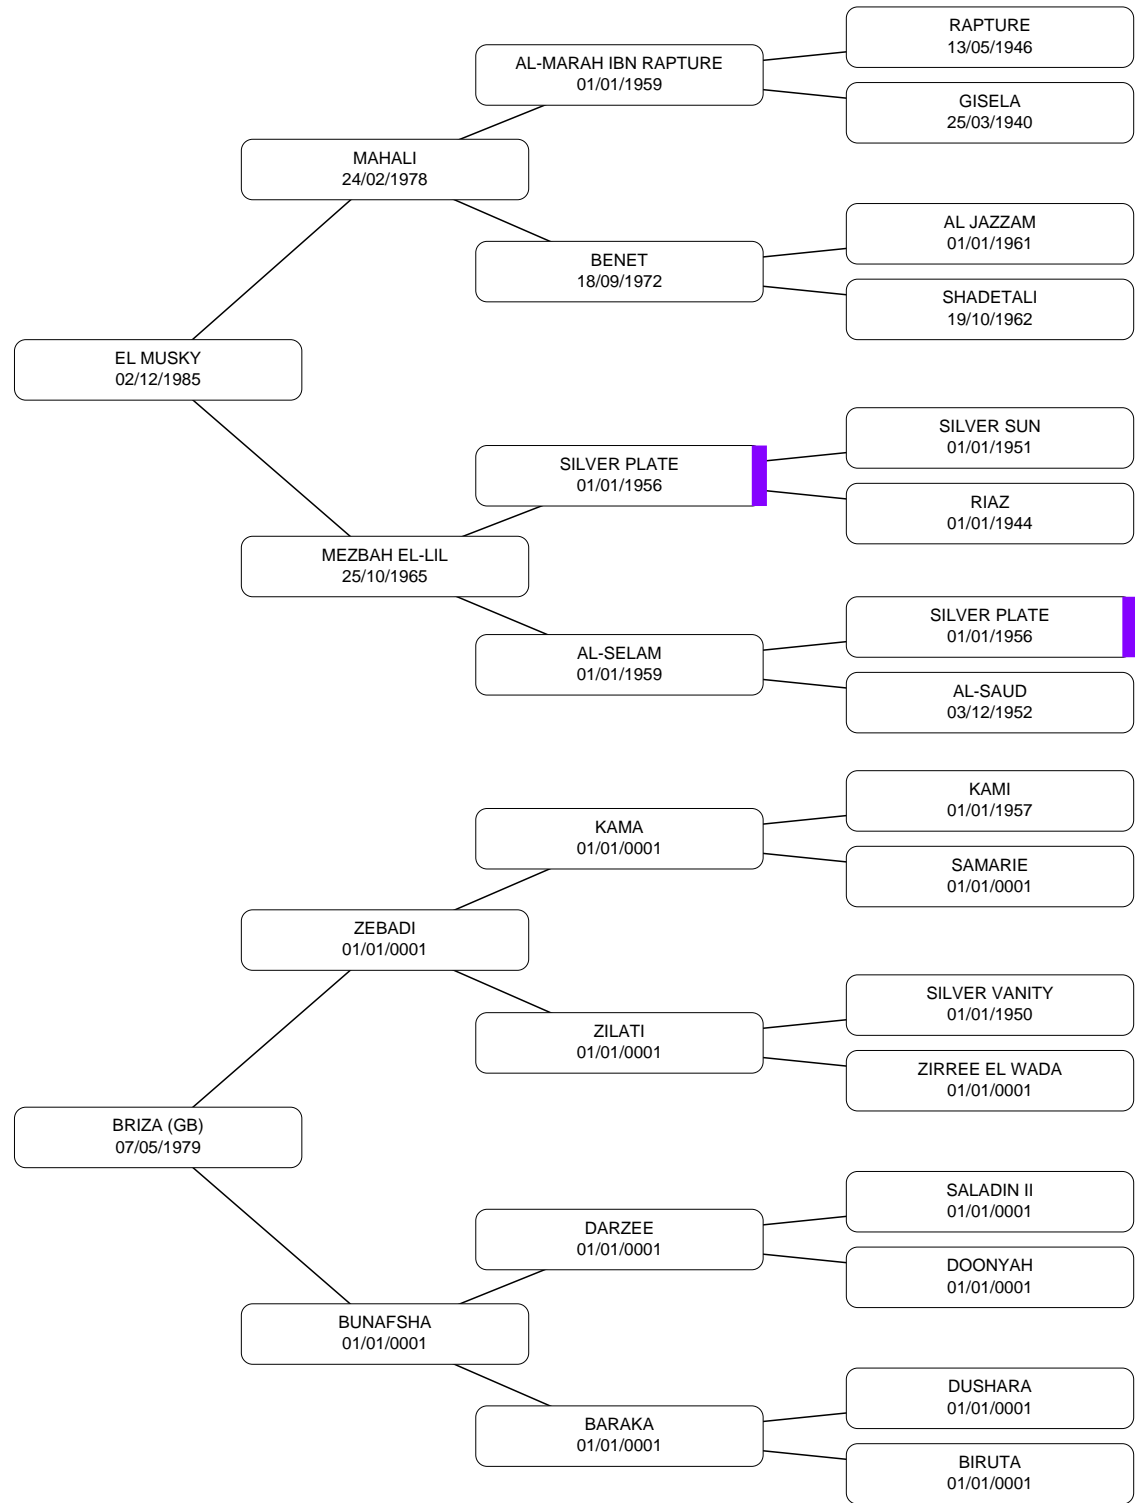 RAPTURE
13/05/1946
AL-MARAH IBN RAPTURE
01/01/1959
GISELA
25/03/1940
MAHALI
24/02/1978
AL JAZZAM
01/01/1961
BENET
18/09/1972
SHADETALI
19/10/1962
EL MUSKY
02/12/1985
SILVER SUN
01/01/1951
SILVER PLATE
01/01/1956
RIAZ
01/01/1944
MEZBAH EL-LIL
25/10/1965
SILVER PLATE
01/01/1956
AL-SELAM
01/01/1959
AL-SAUD
03/12/1952
KAMI
01/01/1957
KAMA
01/01/0001
SAMARIE
01/01/0001
ZEBADI
01/01/0001
SILVER VANITY
01/01/1950
ZILATI
01/01/0001
ZIRREE EL WADA
01/01/0001
BRIZA (GB)
07/05/1979
SALADIN II
01/01/0001
DARZEE
01/01/0001
DOONYAH
01/01/0001
BUNAFSHA
01/01/0001
DUSHARA
01/01/0001
BARAKA
01/01/0001
BIRUTA
01/01/0001